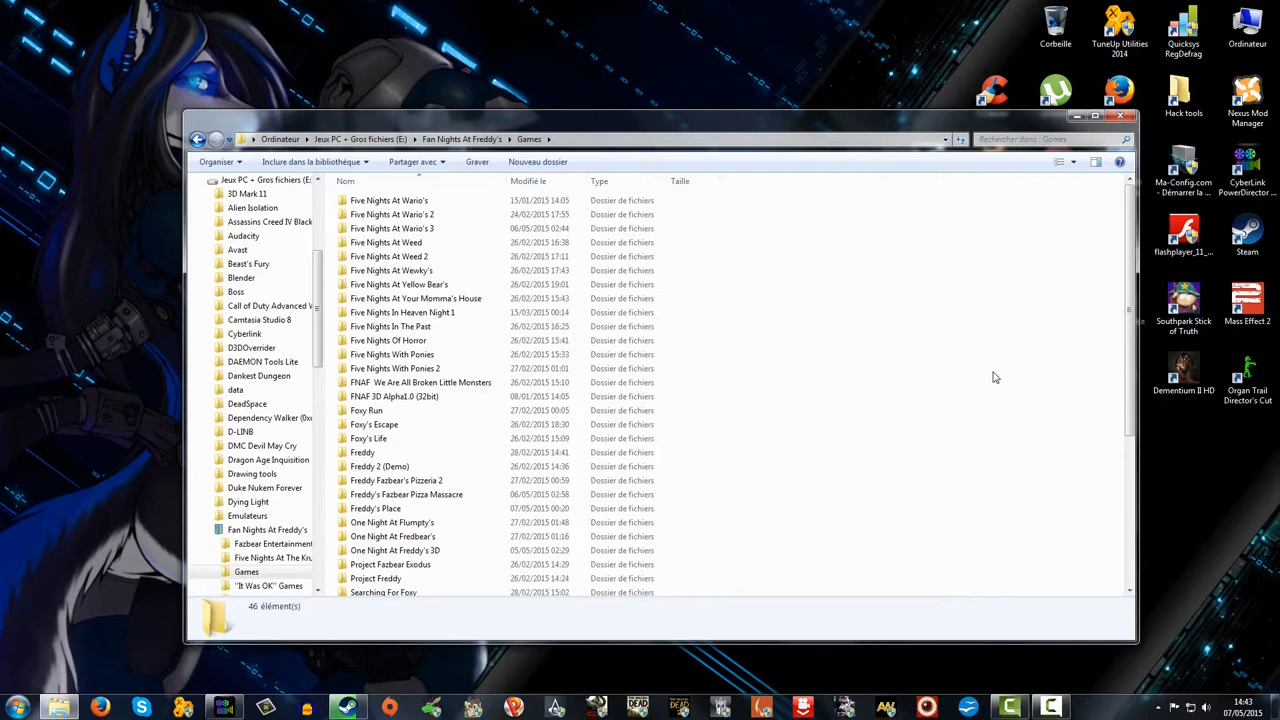 Corbeille
TuneUp Utilities 2014
Quicksys RegDefrag
Ordinateur
Hack tools
Nexus Mod Manager
Ordinateur
Jeux PC + Gros fichiers (E:)
Fan Nights At Freddy's
Games
Rechercher dans : Games
Organiser
Inclure dans la bibliothèque
Partager avec
Graver
Nouveau dossier
Jeux PC + Gros fichiers (E:
3D Mark 11
Alien Isolation
Assassins Creed IV Black
Audacity
Avast
Beast's Fury
Blender
Boss
Call of Duty Advanced W
Camtasia Studio 8
Cyberlink
D3DOverrider
DAEMON Tools Lite
Dankest Dungeon
data
DeadSpace
Dependency Walker (0xc
D-LINB
DMC Devil May Cry
Dragon Age Inquisition
Drawing tools
Duke Nukem Forever
Dying Light
Emulateurs
Fan Nights At Freddy's
Fazbear Entertainment
Five Nights At The Kru
Games
"It Was OK" Games
Nom Modifié le Type Taille
Five Nights At Wario's 15/01/2015 14:05 Dossier de fichiers
Five Nights At Wario's 2 24/02/2015 17:55 Dossier de fichiers
Five Nights At Wario's 3 06/05/2015 02:44 Dossier de fichiers
Five Nights At Weed 26/02/2015 16:38 Dossier de fichiers
Five Nights At Weed 2 26/02/2015 17:11 Dossier de fichiers
Five Nights At Wewky's 26/02/2015 17:43 Dossier de fichiers
Five Nights At Yellow Bear's 26/02/2015 19:01 Dossier de fichiers
Five Nights At Your Momma's House 26/02/2015 15:43 Dossier de fichiers
Five Nights In Heaven Night 1 15/03/2015 00:14 Dossier de fichiers
Five Nights In The Past 26/02/2015 16:25 Dossier de fichiers
Five Nights Of Horror 26/02/2015 15:41 Dossier de fichiers
Five Nights With Ponies 26/02/2015 15:33 Dossier de fichiers
Five Nights With Ponies 2 27/02/2015 01:01 Dossier de fichiers
FNAF We Are All Broken Little Monsters 26/02/2015 15:10 Dossier de fichiers
FNAF 3D Alpha1.0 (32bit) 08/01/2015 14:05 Dossier de fichiers
Foxy Run 27/02/2015 00:05 Dossier de fichiers
Foxy's Escape 26/02/2015 18:30 Dossier de fichiers
Foxy's Life 26/02/2015 15:09 Dossier de fichiers
Freddy 28/02/2015 14:41 Dossier de fichiers
Freddy 2 (Demo) 26/02/2015 14:36 Dossier de fichiers
Freddy Fazbear's Pizzeria 2 27/02/2015 00:59 Dossier de fichiers
Freddy's Fazbear Pizza Massacre 06/05/2015 02:58 Dossier de fichiers
Freddy's Place 07/05/2015 00:20 Dossier de fichiers
One Night At Flumpty's 27/02/2015 01:48 Dossier de fichiers
One Night At Fredbear's 27/02/2015 01:16 Dossier de fichiers
One Night At Freddy's 3D 05/05/2015 02:29 Dossier de fichiers
Project Fazbear Exodus 26/02/2015 14:29 Dossier de fichiers
Project Freddy 26/02/2015 14:24 Dossier de fichiers
Searching For Foxy 28/02/2015 15:02 Dossier de fichiers
46 élément(s)
Ma-Config.com - Démarrer la ...
CyberLink PowerDirector ...
flashplayer_11_...
Steam
Southpark Stick of Truth
Mass Effect 2
Dementium II HD
Organ Trail Director's Cut
14:43
07/05/2015